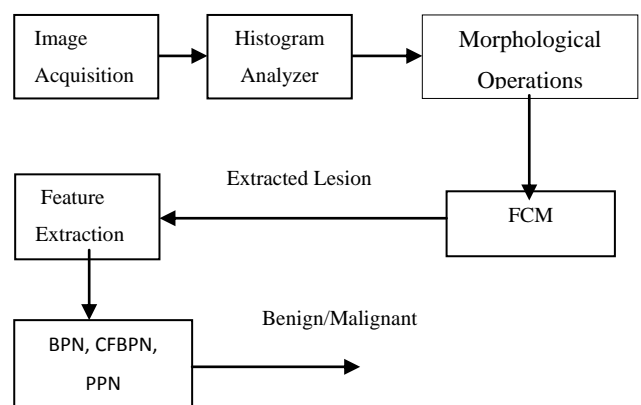 Image
Acquisition
Histogram
Analyzer
Morphological
Operations
Extracted Lesion
Feature
Extraction
FCM
BPN, CFBPN,
PPN
Benign/Malignant